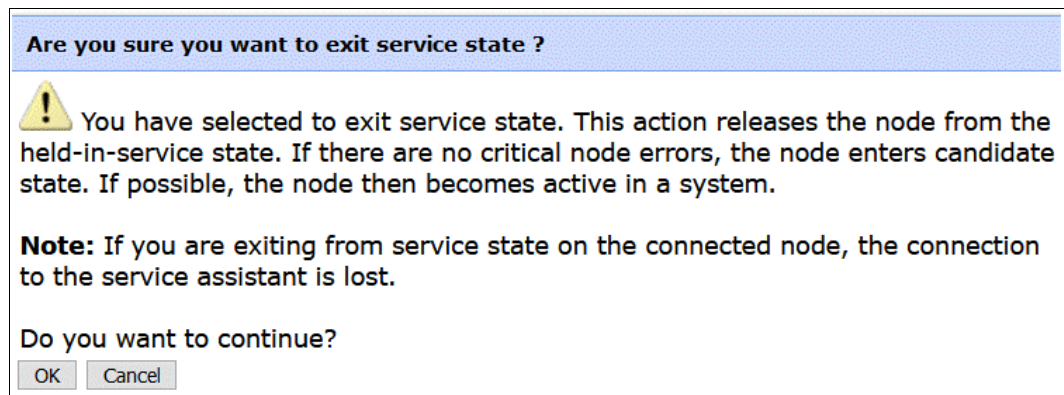 Are you sure you want to exit service state ?
You have selected to exit service state. This action releases the node from the
held-in-service state. If there are no critical node errors, the node enters candidate
state. If possible, the node then becomes active in a system.
Note: If you are exiting from service state on the connected node, the connection
to the service assistant is lost.
Do you want to continue?
OK Cancel